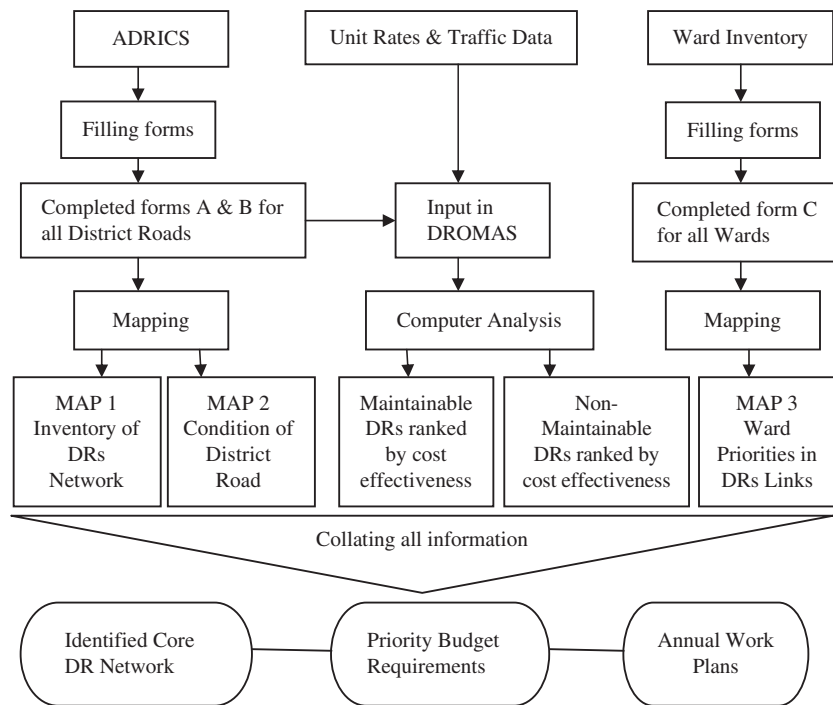 ADRICS
Unit Rates & Traffic Data
Ward Inventory
Filling forms
Filling forms
Completed forms A & B for
all District Roads
Input in
DROMAS
Completed form C
for all Wards
Mapping
Computer Analysis
Mapping
MAP 1
Inventory of
DRs
Network
MAP 2
Condition of
District
Road
Maintainable
DRs ranked
by cost
effectiveness
Non-
Maintainable
DRs ranked by
cost effectiveness
MAP 3
Ward
Priorities in
DRs Links
Collating all information
Identified Core
DR Network
Priority Budget
Requirements
Annual Work
Plans